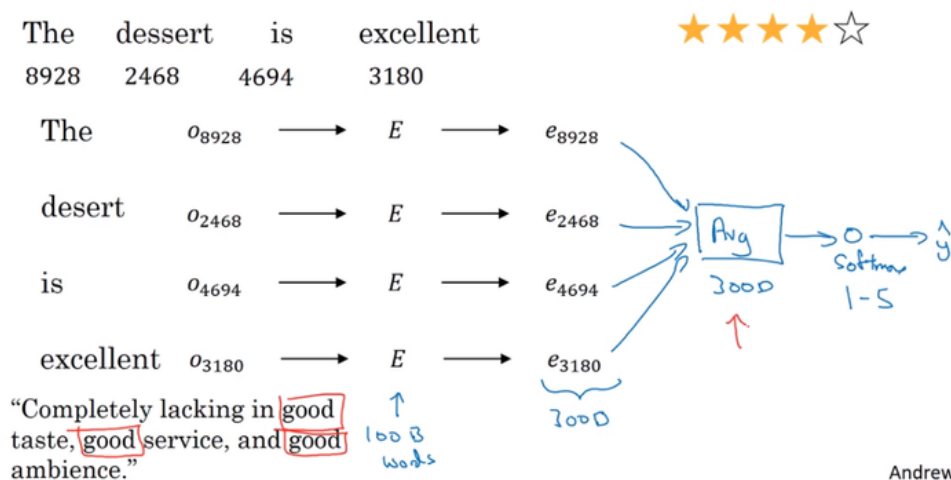 The dessert is excellent
8928 2468 4694 3180
The o8928 E e8928
desert o2468 E e2468
Avg
ŷ
softmax
is o4694 E e4694
300D
1-5
excellent o3180 E e3180
300D
"Completely lacking in good
taste, good service, and good
ambience."
100B
words
Andrew